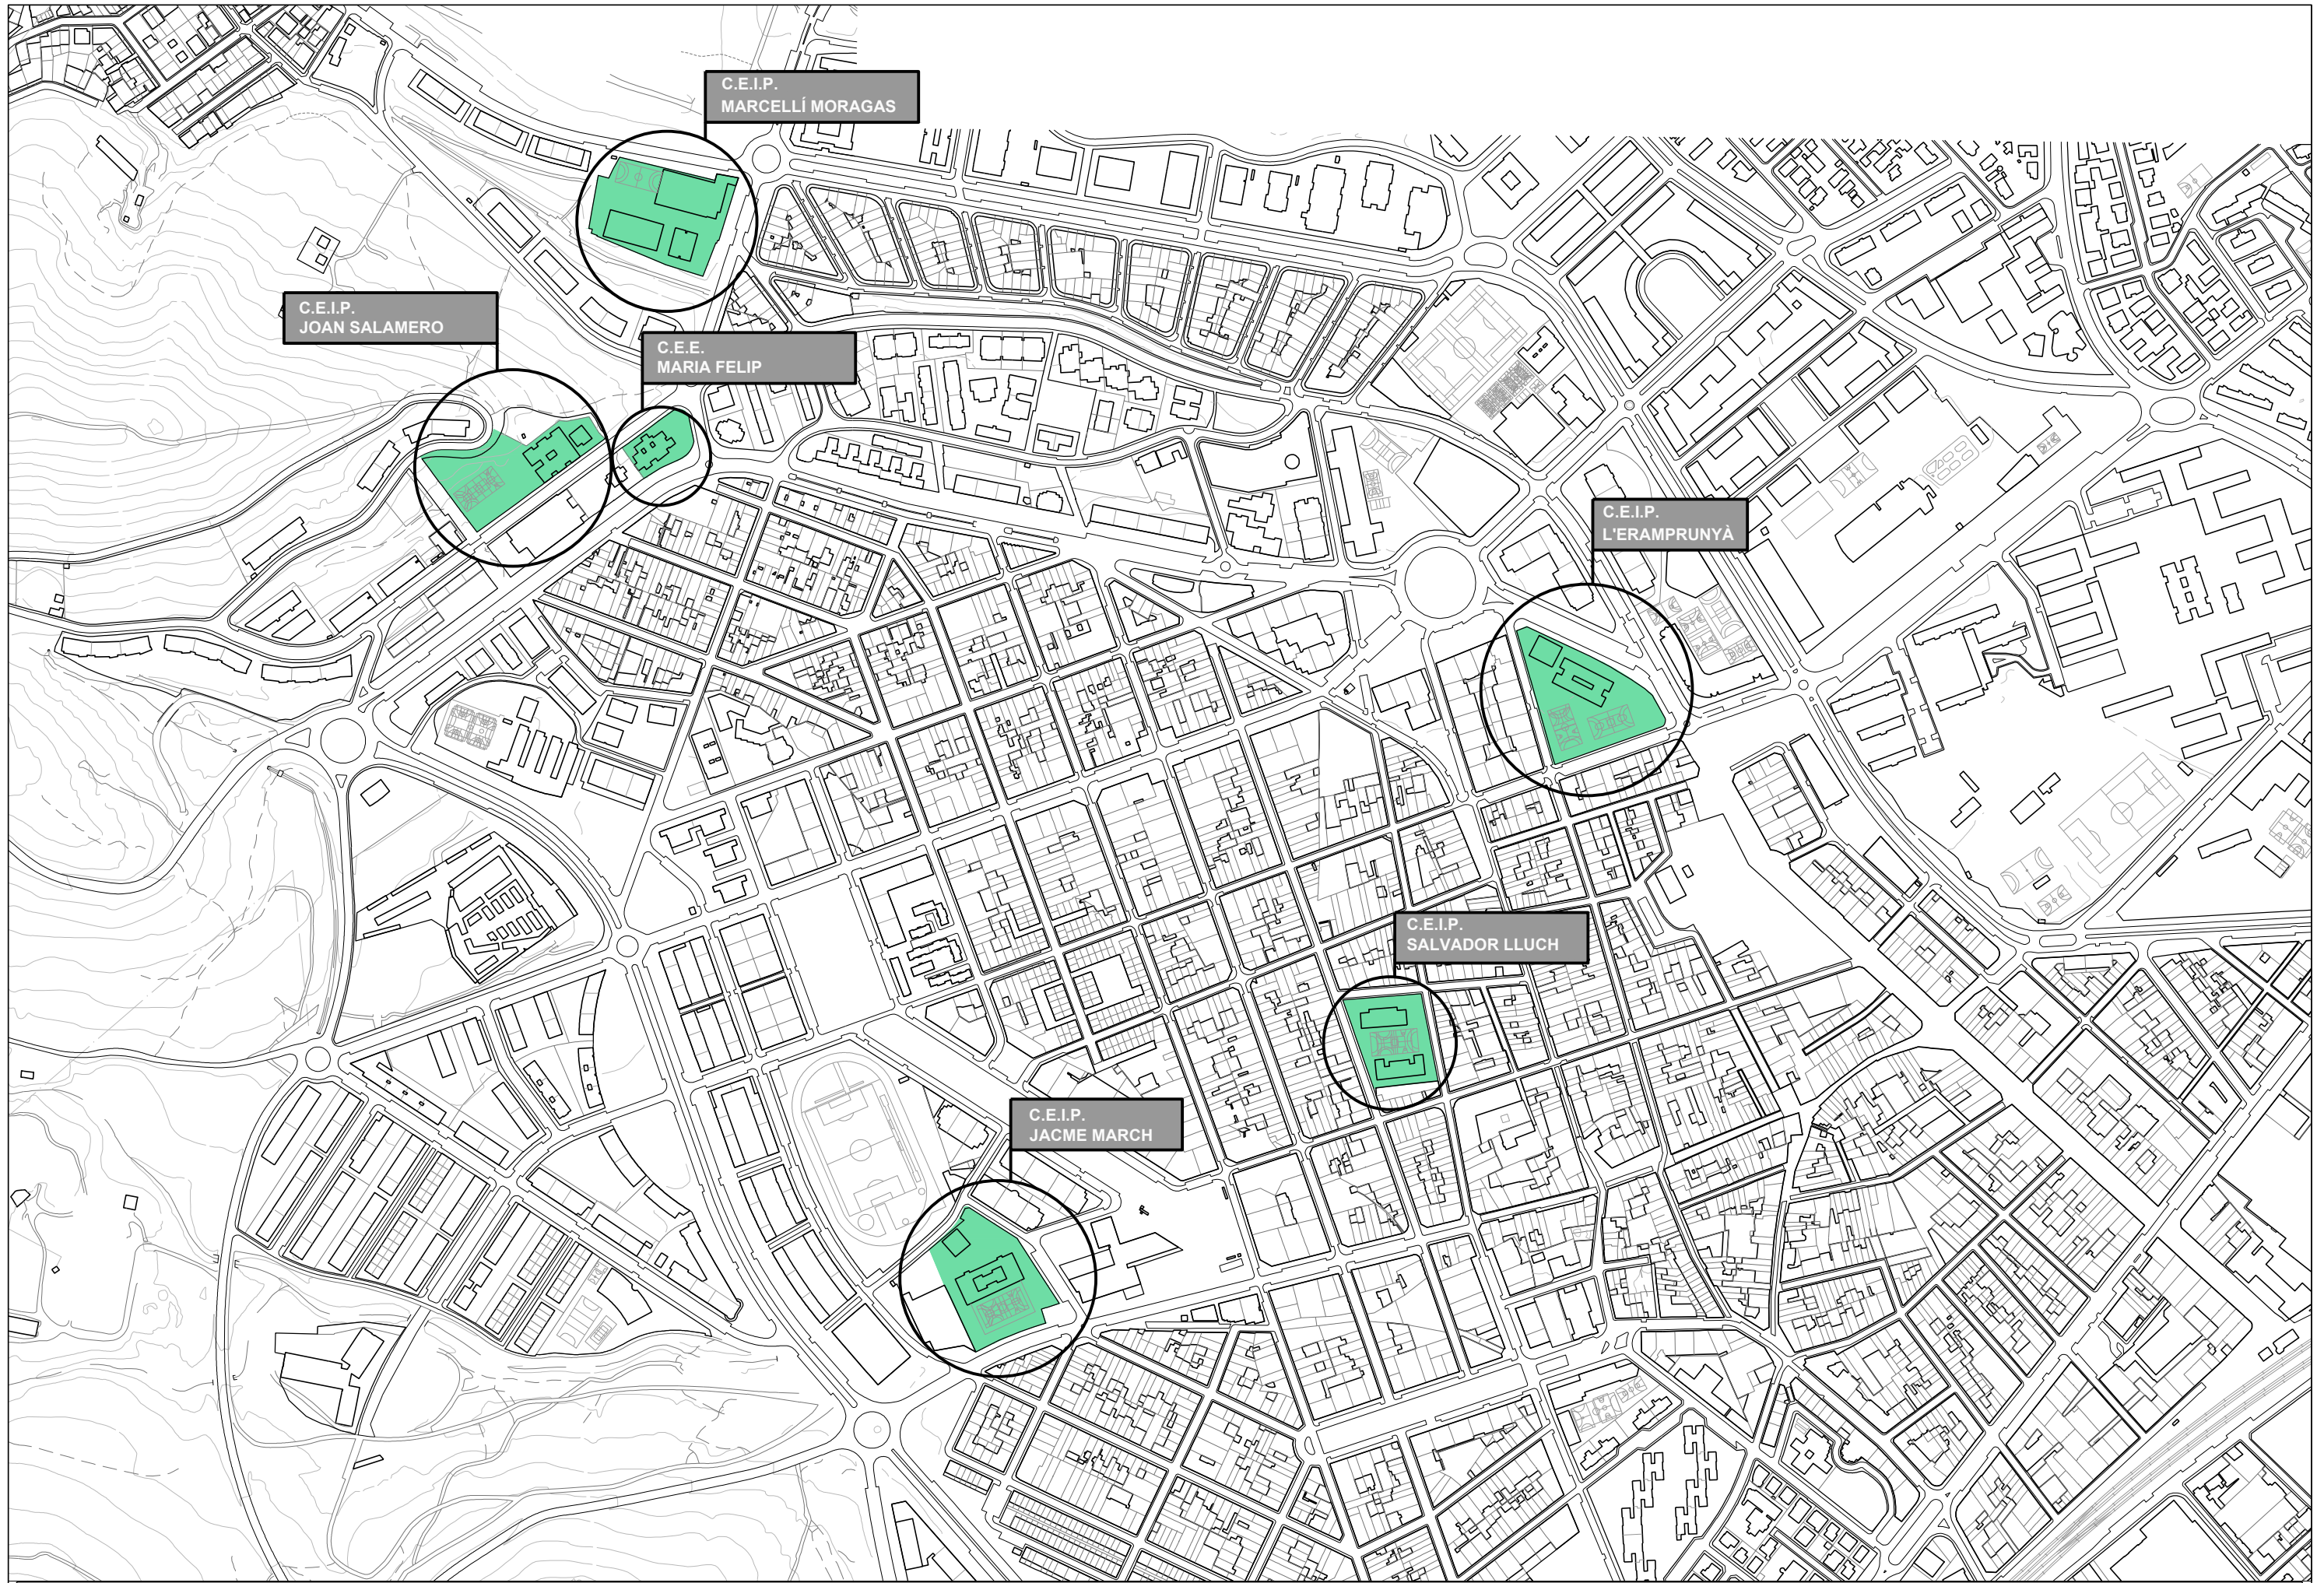 C.E.I.P.
MARCELLÍ MORAGAS
C.E.I.P.
JOAN SALAMERO
C.E.E.
MARIA FELIP
C.E.I.P.
L'ERAMPRUNYÀ
C.E.I.P.
SALVADOR LLUCH
C.E.I.P.
JACME MARCH